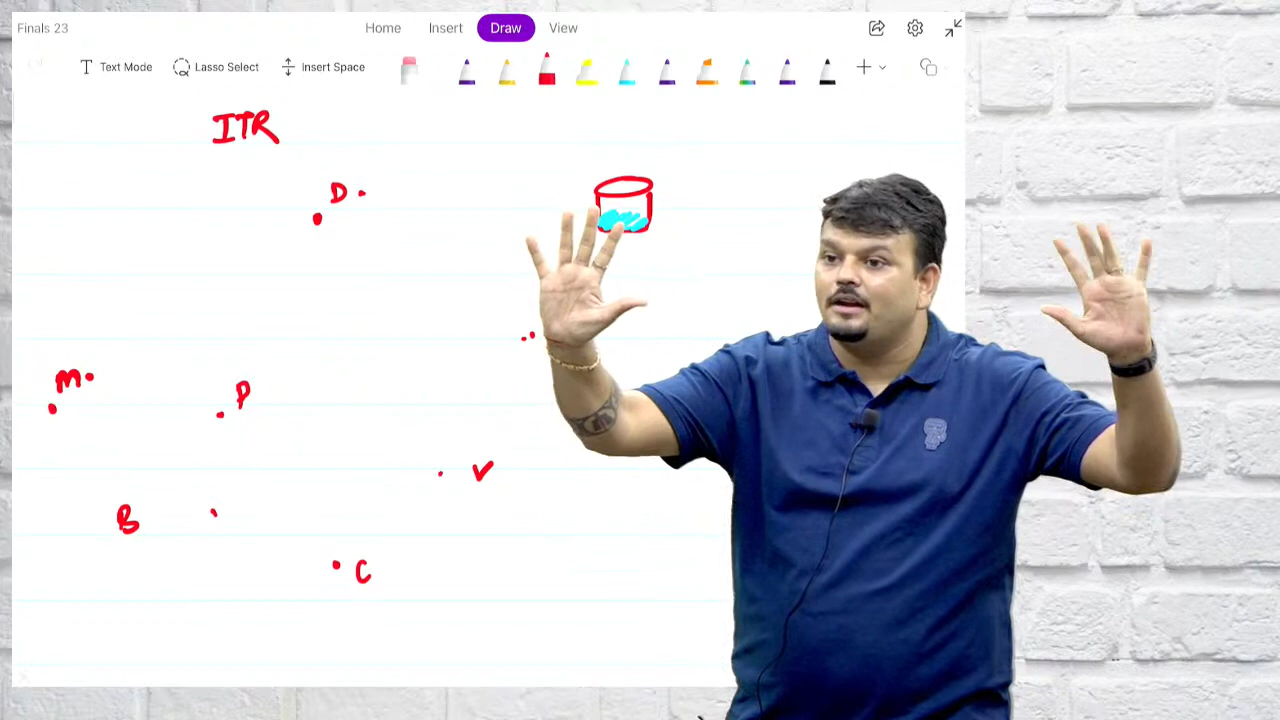 Finals 23
Home Insert Draw View
Text Mode Lasso Select Insert Space
ITR
D
M
P
V
B
C